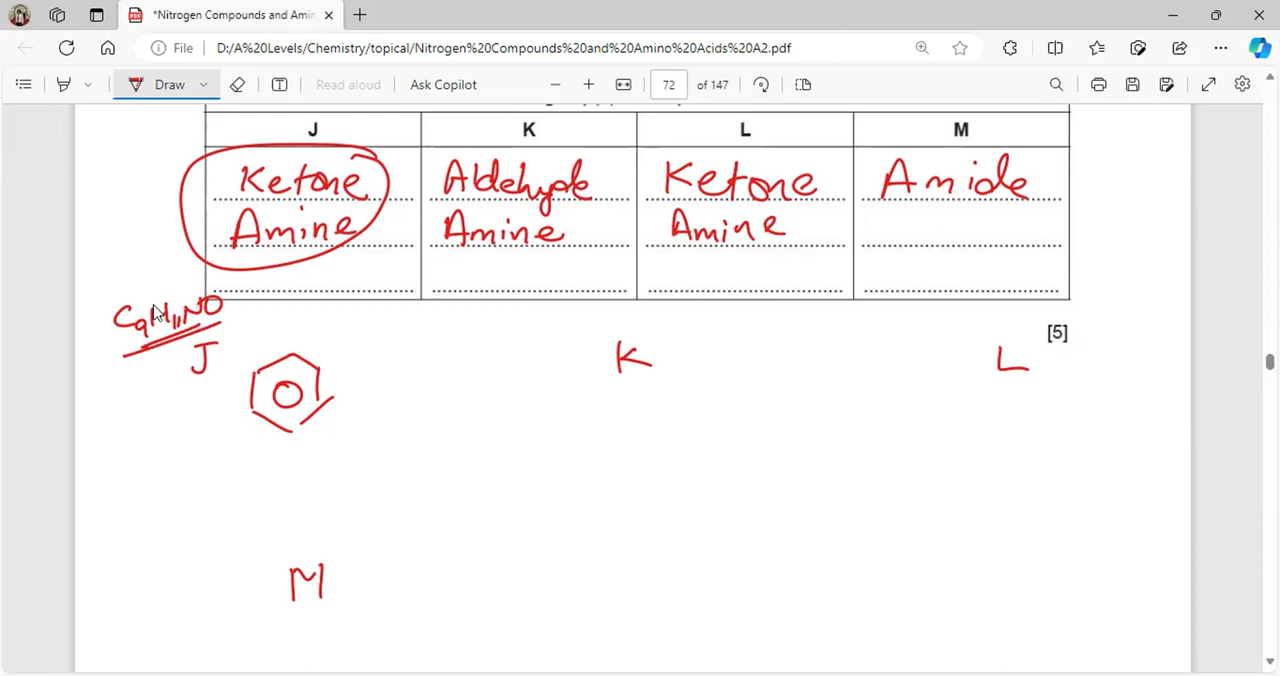 *Nitrogen Compounds and Amin
File
D:/A%20Levels/Chemistry/topical/Nitrogen%20Compounds%20and%20Amino%20Acids%20A2.pdf
Draw
Read aloud
Ask Copilot
72 of 147
J K L M
Ketone Aldehyde Ketone Amide
Amine Amine Amine
C9H11NO
[5]
J K L
M